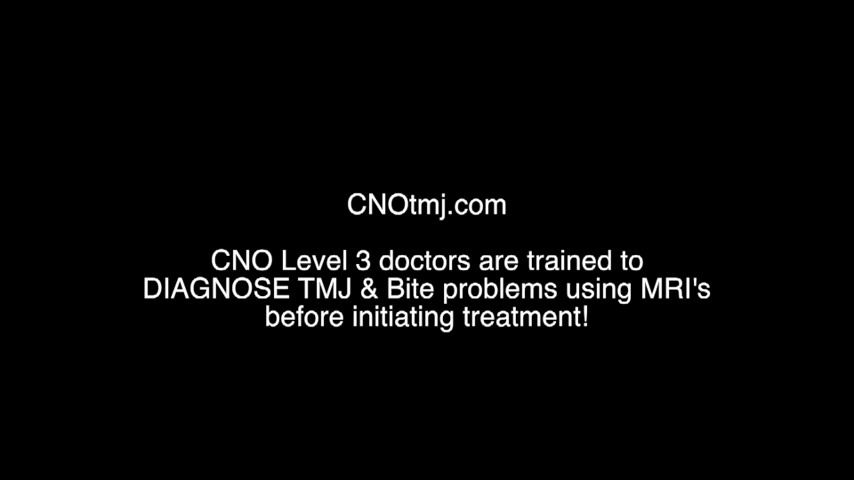 CNOtmj.com
CNO Level 3 doctors are trained to
DIAGNOSE TMJ & Bite problems using MRI's
before initiating treatment!